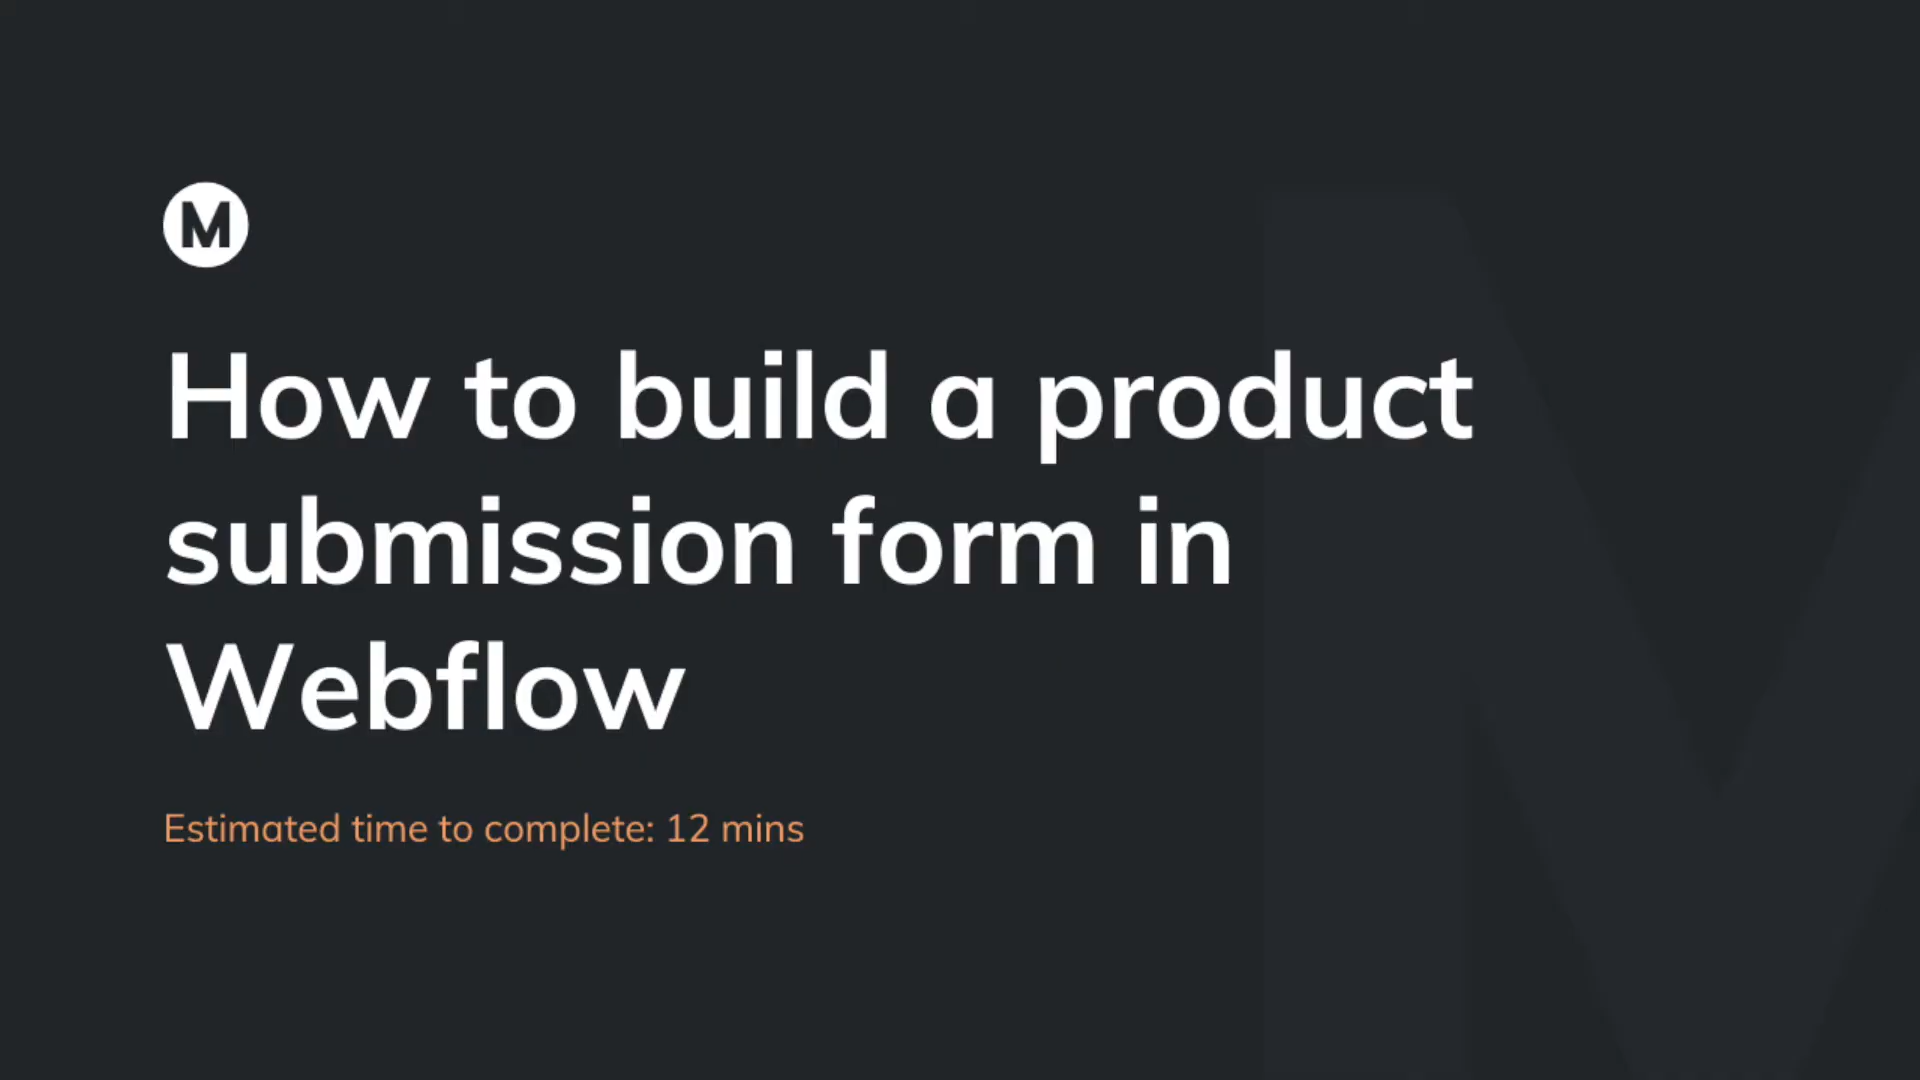 M
How to build a product
submission form in
Webflow
Estimated time to complete: 12 mins